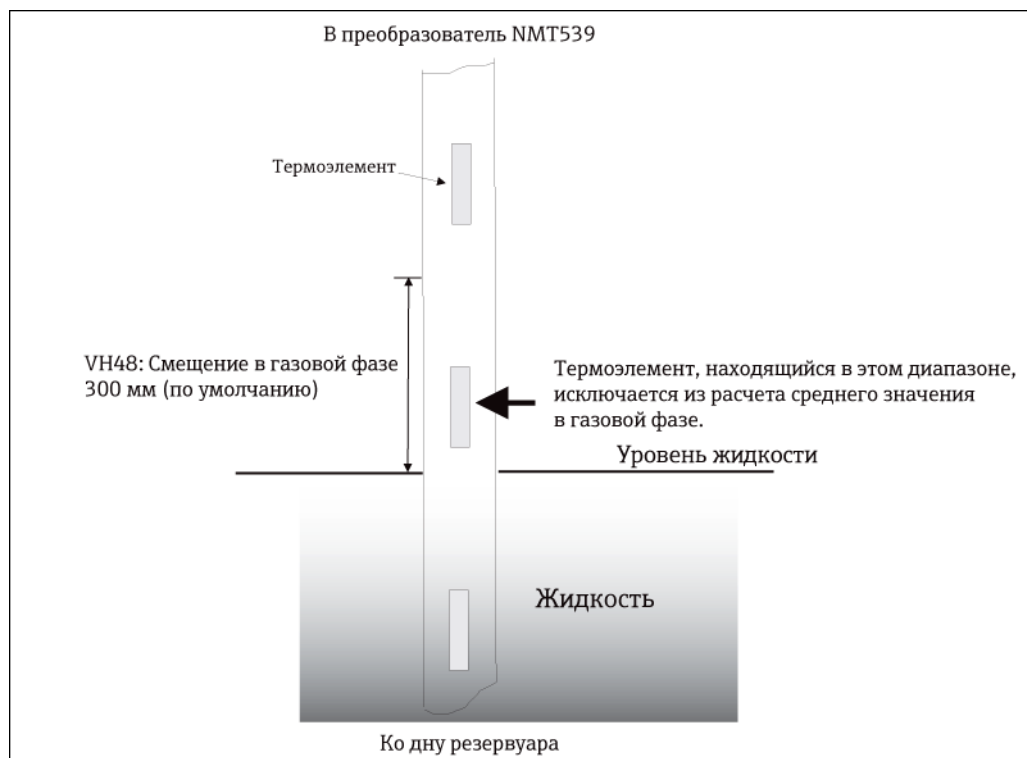 В преобразователь NMT539
Термоэлемент
VH48: Смещение в газовой фазе
300 мм (по умолчанию)
Термоэлемент, находящийся в этом диапазоне,
исключается из расчета среднего значения
в газовой фазе.
Уровень жидкости
Жидкость
Ко дну резервуара